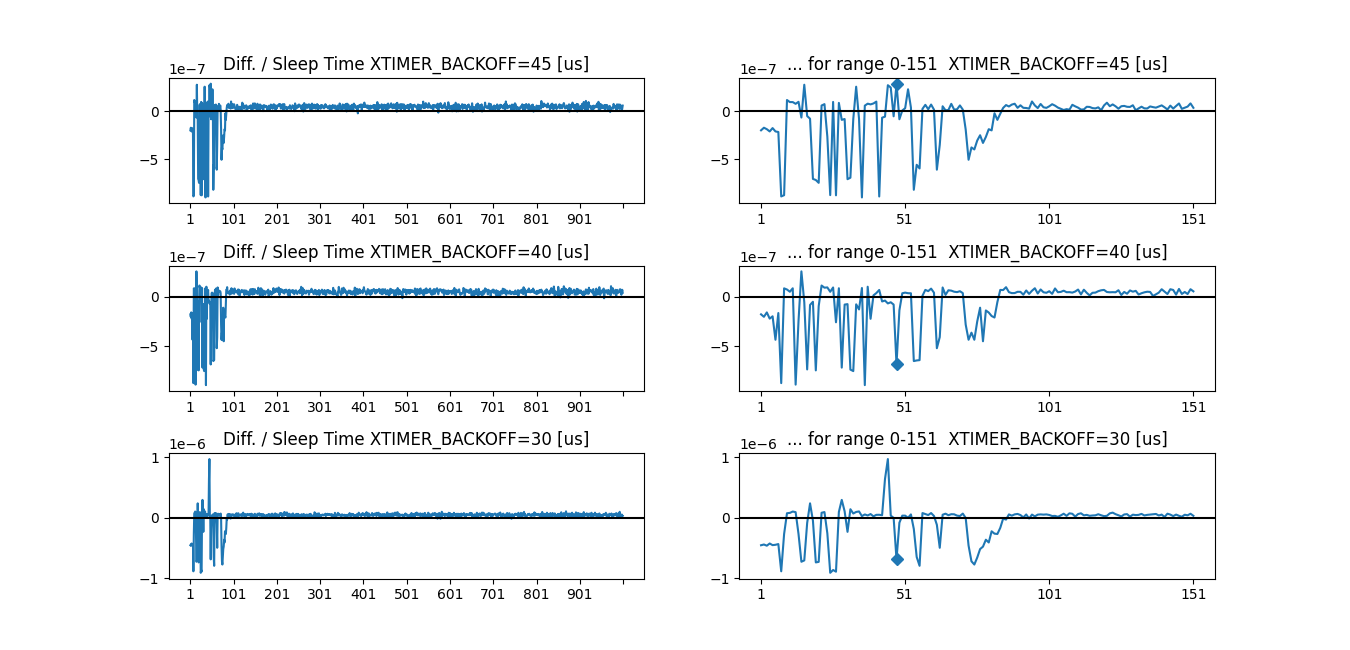 Diff. / Sleep Time XTIMER_BACKOFF=45 [us]
1e−7
0
−5
1 101 201 301 401 501 601 701 801 901
... for range 0-151 XTIMER_BACKOFF=45 [us]
1e−7
0
−5
1 51 101 151
Diff. / Sleep Time XTIMER_BACKOFF=40 [us]
1e−7
0
−5
1 101 201 301 401 501 601 701 801 901
... for range 0-151 XTIMER_BACKOFF=40 [us]
1e−7
0
−5
1 51 101 151
Diff. / Sleep Time XTIMER_BACKOFF=30 [us]
1e−6
1
0
−1
1 101 201 301 401 501 601 701 801 901
... for range 0-151 XTIMER_BACKOFF=30 [us]
1e−6
1
0
−1
1 51 101 151